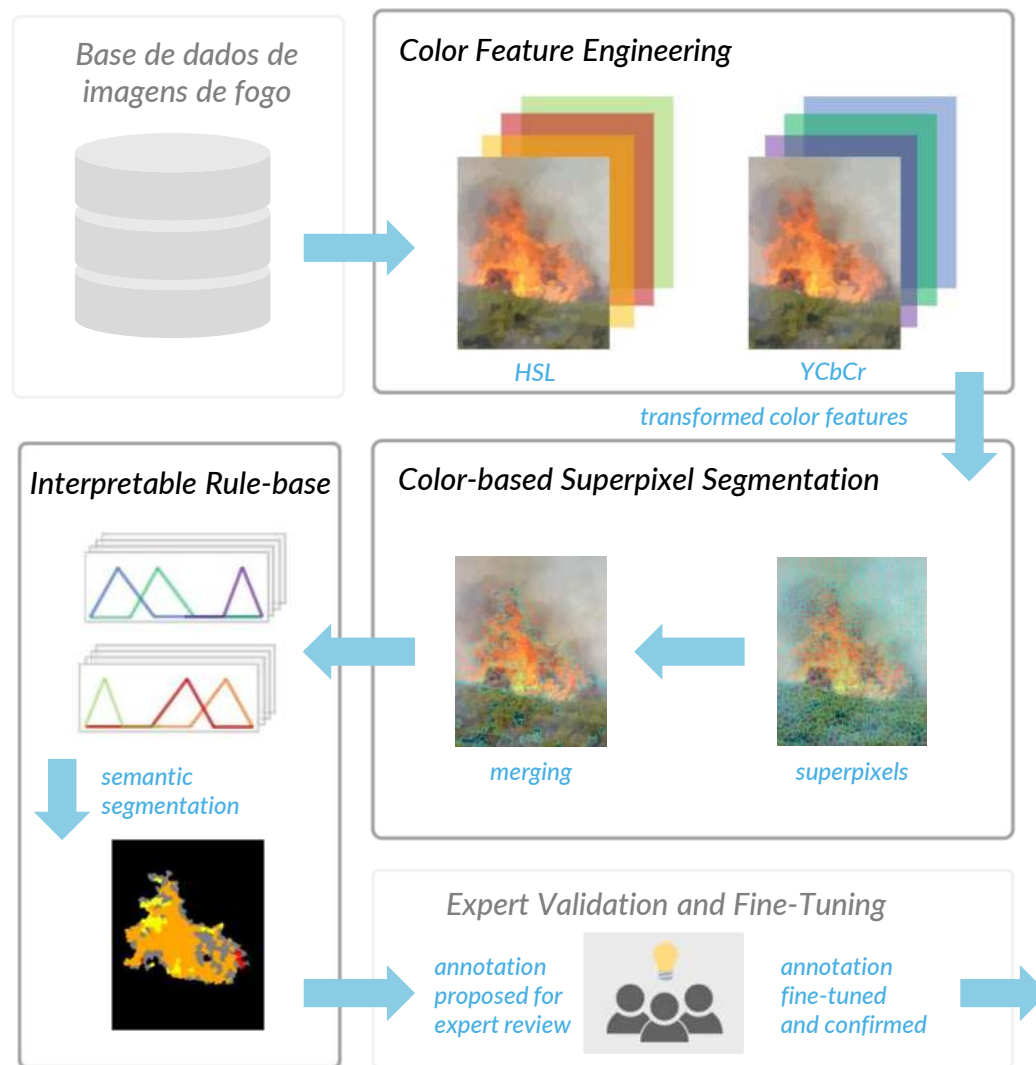 Base de dados de
imagens de fogo
Color Feature Engineering
HSL
YCbCr
transformed color features
Interpretable Rule-base
Color-based Superpixel Segmentation
merging
superpixels
semantic
segmentation
Expert Validation and Fine-Tuning
annotation
proposed for
expert review
annotation
fine-tuned
and confirmed